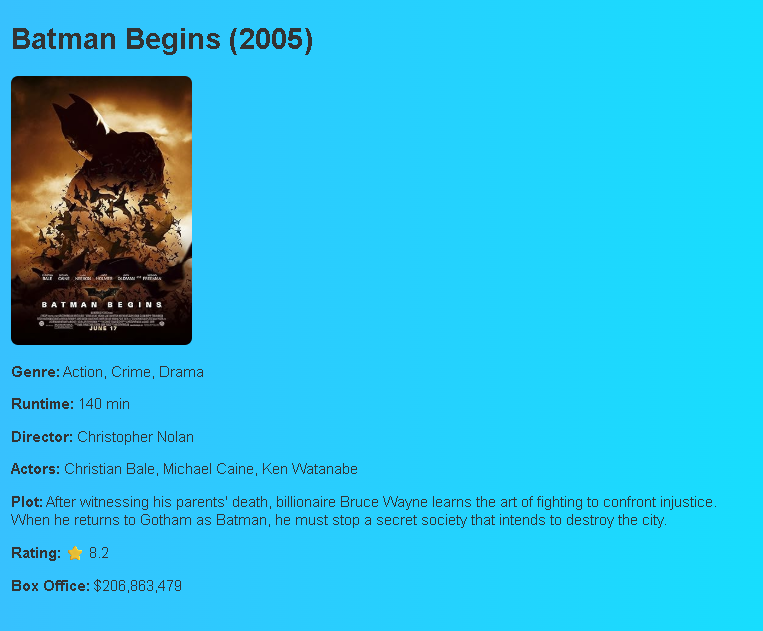 Batman Begins (2005)
BALE CAINE NEESON HOLMES OLDMAN AND FREEMAN
BATMAN BEGINS
JUNE 17
Genre: Action, Crime, Drama
Runtime: 140 min
Director: Christopher Nolan
Actors: Christian Bale, Michael Caine, Ken Watanabe
Plot: After witnessing his parents' death, billionaire Bruce Wayne learns the art of fighting to confront injustice.
When he returns to Gotham as Batman, he must stop a secret society that intends to destroy the city.
Rating: ⭐ 8.2
Box Office: $206,863,479